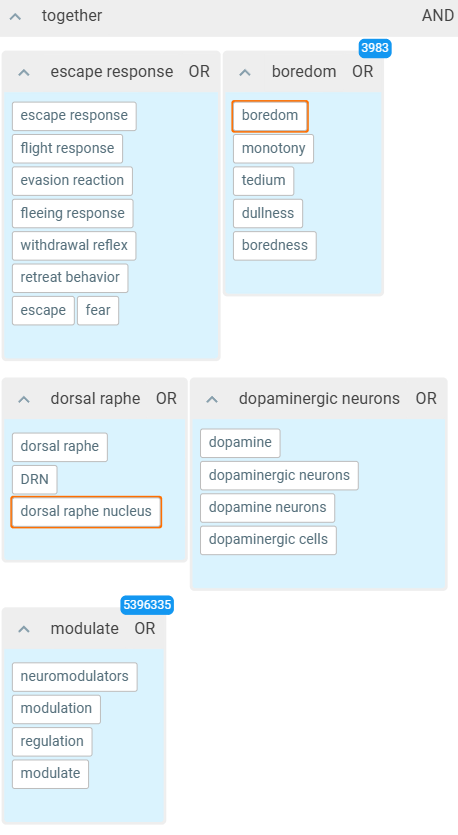 together AND
3983
escape response OR
boredom OR
escape response
flight response
evasion reaction
fleeing response
withdrawal reflex
retreat behavior
escape fear
boredom
monotony
tedium
dullness
boredness
dorsal raphe OR
dopaminergic neurons OR
dorsal raphe
DRN
dorsal raphe nucleus
dopamine
dopaminergic neurons
dopamine neurons
dopaminergic cells
5396335
modulate OR
neuromodulators
modulation
regulation
modulate